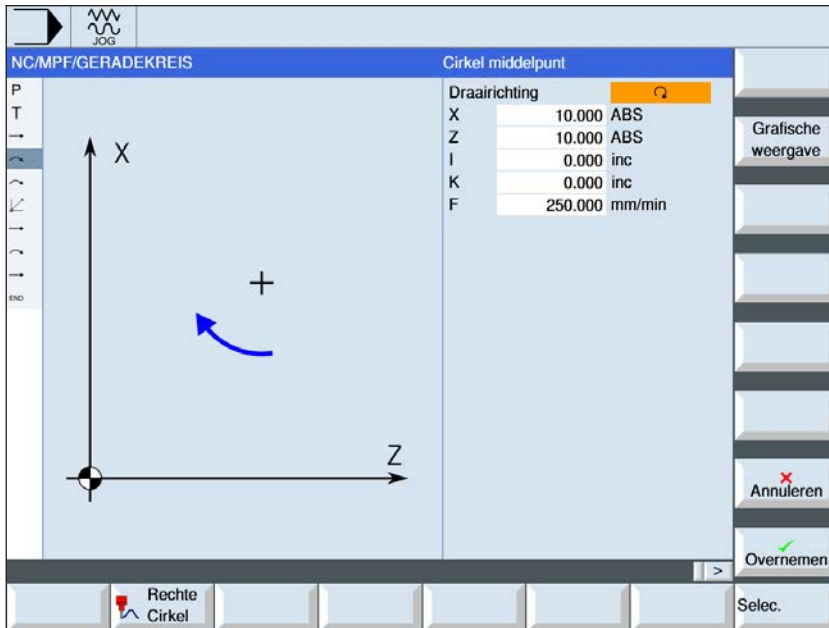 JOG
NC/MPF/GERADEKREIS
Cirkel middelpunt
P
T
END
X
Z
Draairichting
X 10.000 ABS
Z 10.000 ABS
I 0.000 inc
K 0.000 inc
F 250.000 mm/min
Grafische
weergave
Annuleren
Overnemen
>
Rechte
Cirkel
Selec.